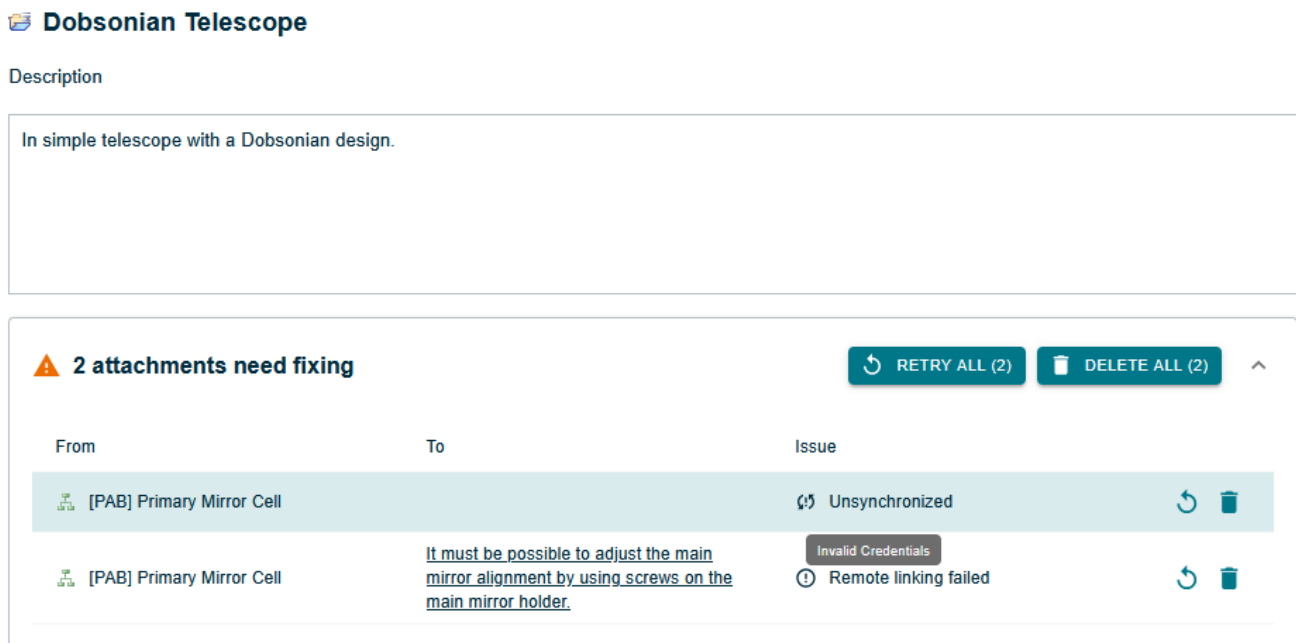 Dobsonian Telescope
Description
In simple telescope with a Dobsonian design.
2 attachments need fixing
RETRY ALL (2)
DELETE ALL (2)
From
To
Issue
[PAB] Primary Mirror Cell
Unsynchronized
Invalid Credentials
[PAB] Primary Mirror Cell
It must be possible to adjust the main
mirror alignment by using screws on the
main mirror holder.
Remote linking failed